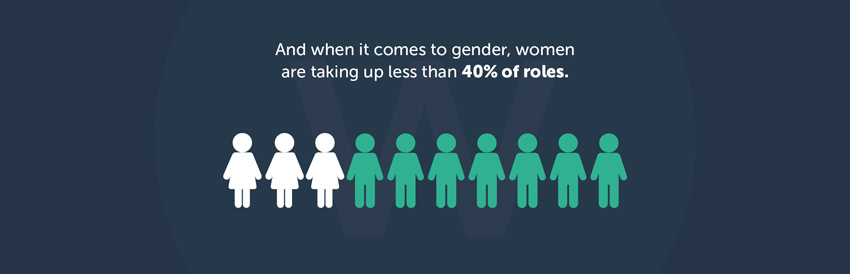 And when it comes to gender, women
are taking up less than 40% of roles.
W